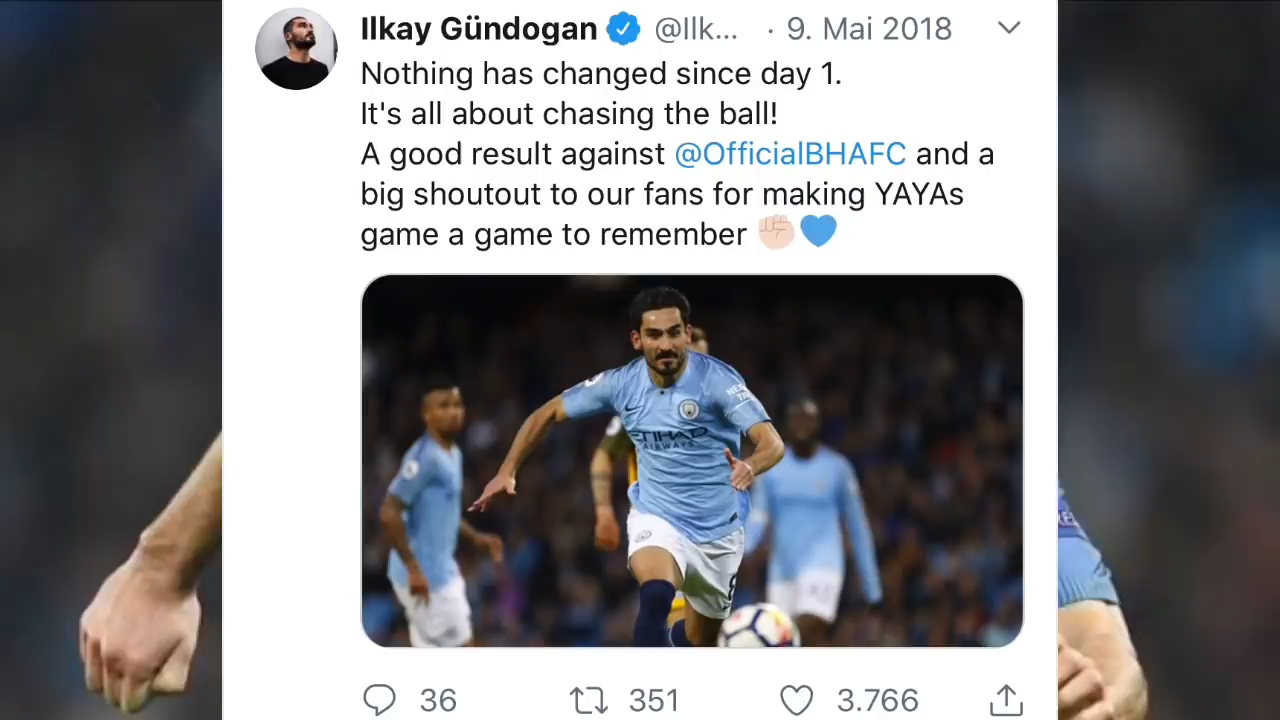 Ilkay Gündogan @Ilk... · 9. Mai 2018
Nothing has changed since day 1.
It's all about chasing the ball!
A good result against @OfficialBHAFC and a
big shoutout to our fans for making YAYAs
game a game to remember ✊🏻💙
ETIHAD
AIRWAYS
36 351 3.766